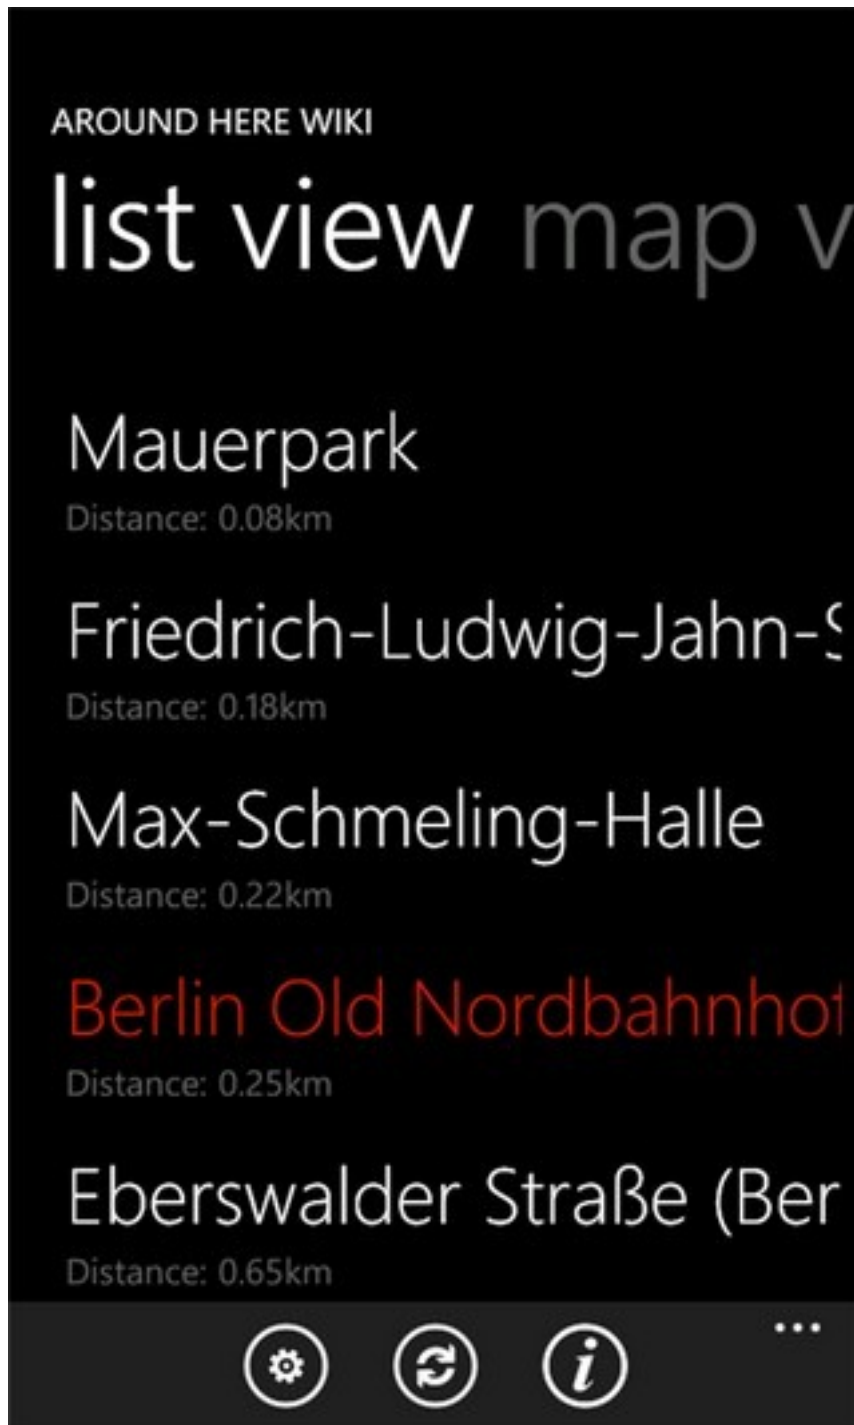 AROUND HERE WIKI
list view map v
Mauerpark
Distance: 0.08km
Friedrich-Ludwig-Jahn-S
Distance: 0.18km
Max-Schmeling-Halle
Distance: 0.22km
Berlin Old Nordbahnhof
Distance: 0.25km
Eberswalder Straße (Ber
Distance: 0.65km